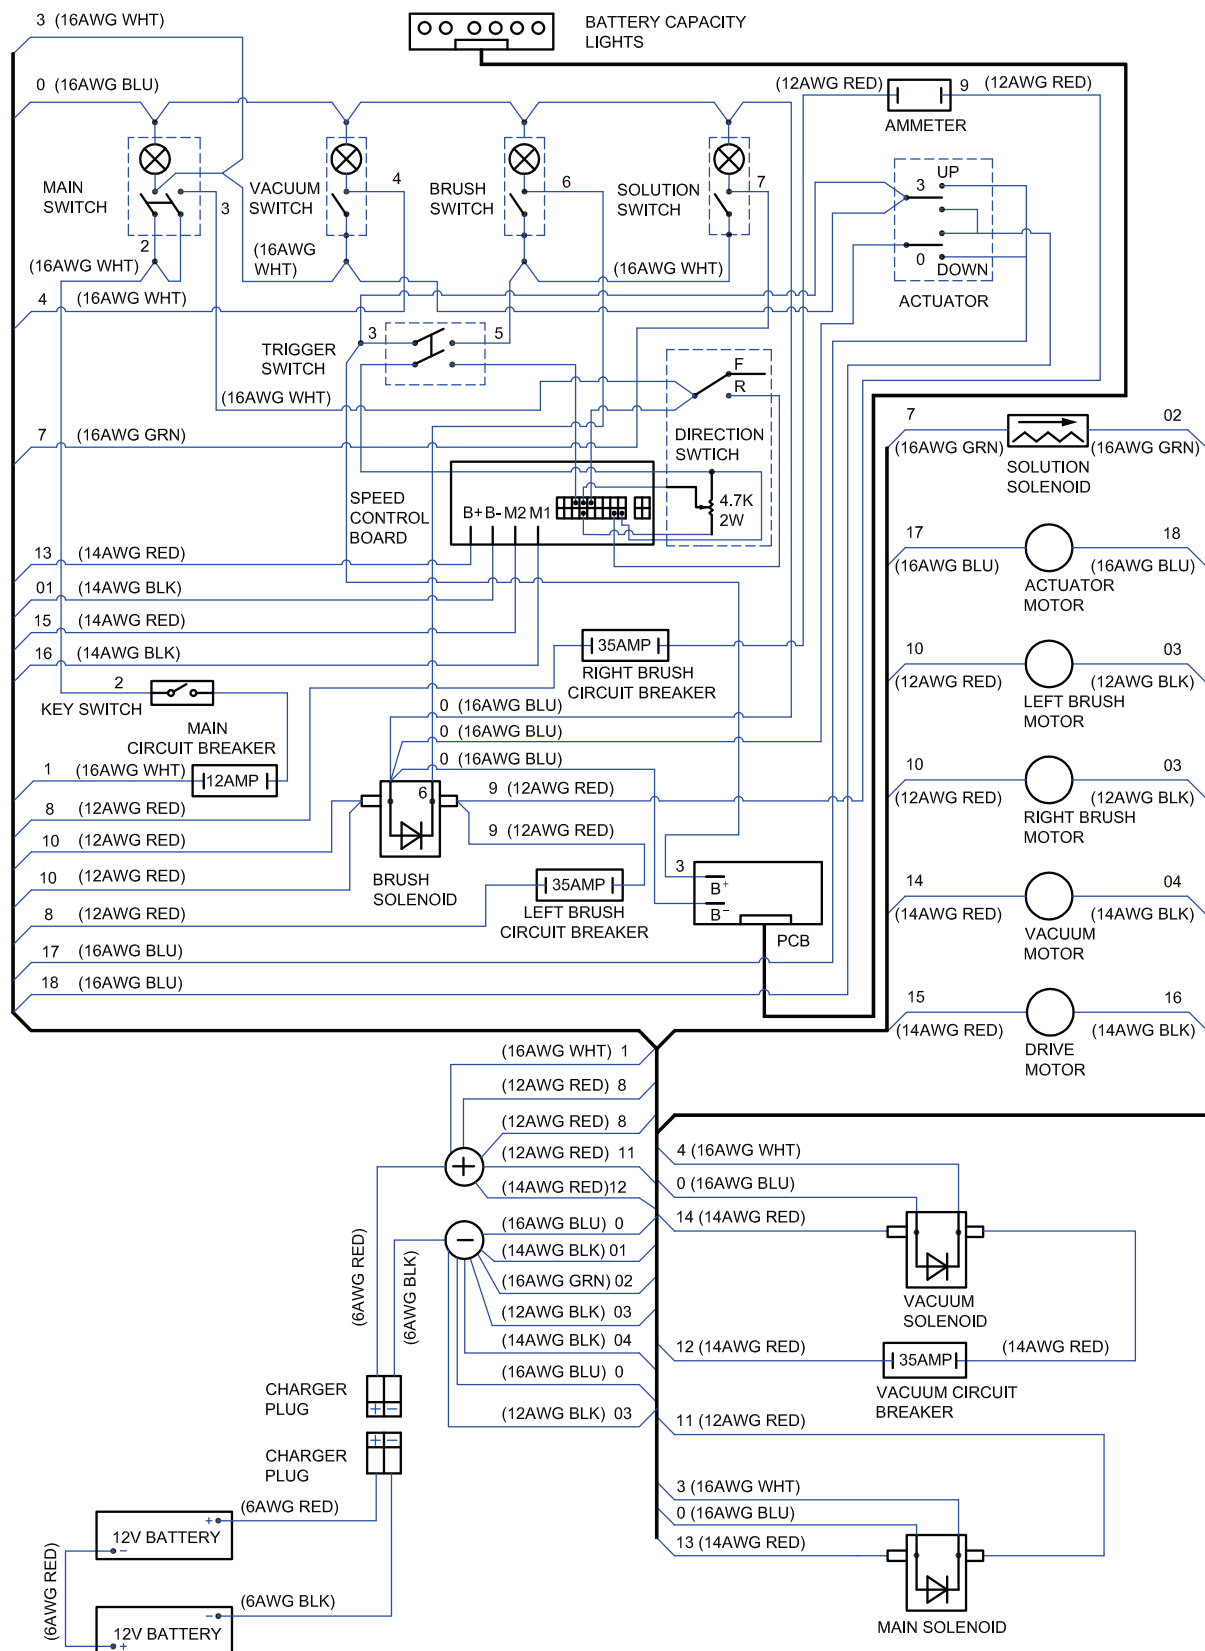 3 (16AWG WHT)
BATTERY CAPACITY
LIGHTS
0 (16AWG BLU)
(12AWG RED)
9 (12AWG RED)
AMMETER
MAIN
SWITCH
2
3
VACUUM
SWITCH
4
BRUSH
SWITCH
6
SOLUTION
SWITCH
7
UP
3
0
DOWN
ACTUATOR
(16AWG WHT)
(16AWG
WHT)
(16AWG WHT)
4 (16AWG WHT)
TRIGGER
SWITCH
3
5
(16AWG WHT)
F
R
DIRECTION
SWTICH
4.7K
2W
7 (16AWG GRN)
SPEED
CONTROL
BOARD
B+ B- M2 M1
13 (14AWG RED)
01 (14AWG BLK)
15 (14AWG RED)
16 (14AWG BLK)
35AMP
RIGHT BRUSH
CIRCUIT BREAKER
2
KEY SWITCH
MAIN
CIRCUIT BREAKER
12AMP
0 (16AWG BLU)
0 (16AWG BLU)
0 (16AWG BLU)
1 (16AWG WHT)
8 (12AWG RED)
10 (12AWG RED)
10 (12AWG RED)
8 (12AWG RED)
17 (16AWG BLU)
18 (16AWG BLU)
6
9 (12AWG RED)
9 (12AWG RED)
BRUSH
SOLENOID
35AMP
LEFT BRUSH
CIRCUIT BREAKER
3
B+
B−
PCB
7
(16AWG GRN)
02
(16AWG GRN)
SOLUTION
SOLENOID
17
(16AWG BLU)
18
(16AWG BLU)
ACTUATOR
MOTOR
10
(12AWG RED)
03
(12AWG BLK)
LEFT BRUSH
MOTOR
10
(12AWG RED)
03
(12AWG BLK)
RIGHT BRUSH
MOTOR
14
(14AWG RED)
04
(14AWG BLK)
VACUUM
MOTOR
15
(14AWG RED)
16
(14AWG BLK)
DRIVE
MOTOR
(16AWG WHT) 1
(12AWG RED) 8
(12AWG RED) 8
(12AWG RED) 11
(14AWG RED)12
+
(16AWG BLU) 0
(14AWG BLK) 01
(16AWG GRN) 02
(12AWG BLK) 03
(14AWG BLK) 04
(16AWG BLU) 0
(12AWG BLK) 03
−
(6AWG RED)
(6AWG BLK)
CHARGER
PLUG
+ −
+ −
CHARGER
PLUG
(6AWG RED)
+
12V BATTERY
-
(6AWG RED)
(6AWG BLK)
-
12V BATTERY
+
4 (16AWG WHT)
0 (16AWG BLU)
14 (14AWG RED)
VACUUM
SOLENOID
12 (14AWG RED)
35AMP
(14AWG RED)
VACUUM CIRCUIT
BREAKER
11 (12AWG RED)
3 (16AWG WHT)
0 (16AWG BLU)
13 (14AWG RED)
MAIN SOLENOID